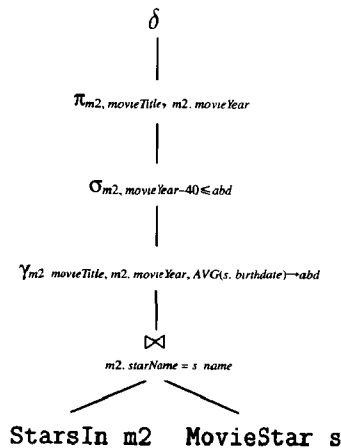 δ
π m2, movieTitle, m2. movieYear
σ m2, movieYear–40 ⩽ abd
γ m2 movieTitle, m2. movieYear, AVG(s. birthdate)→abd
⋈
m2. starName = s name
StarsIn m2 MovieStar s